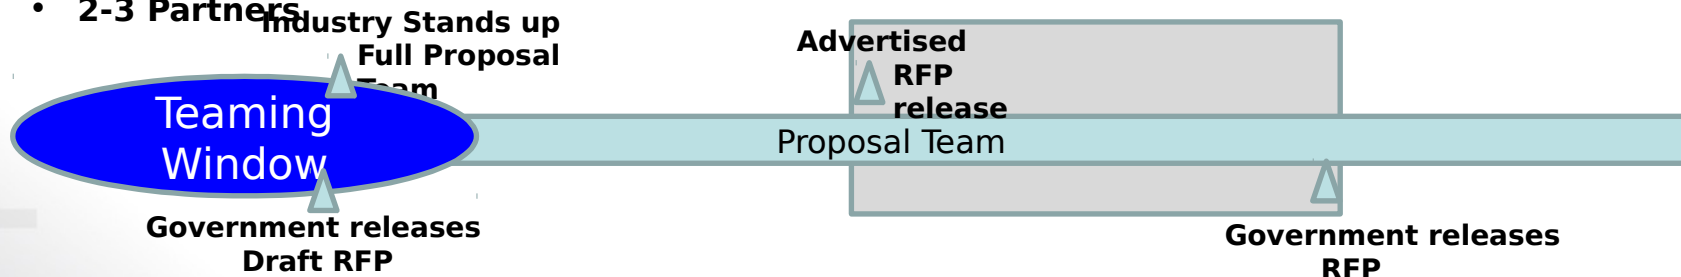 • 2-3 Partners
Industry Stands up
Full Proposal
Team
Teaming
Window
Government releases
Draft RFP
Advertised
RFP
release
Proposal Team
Government releases
RFP